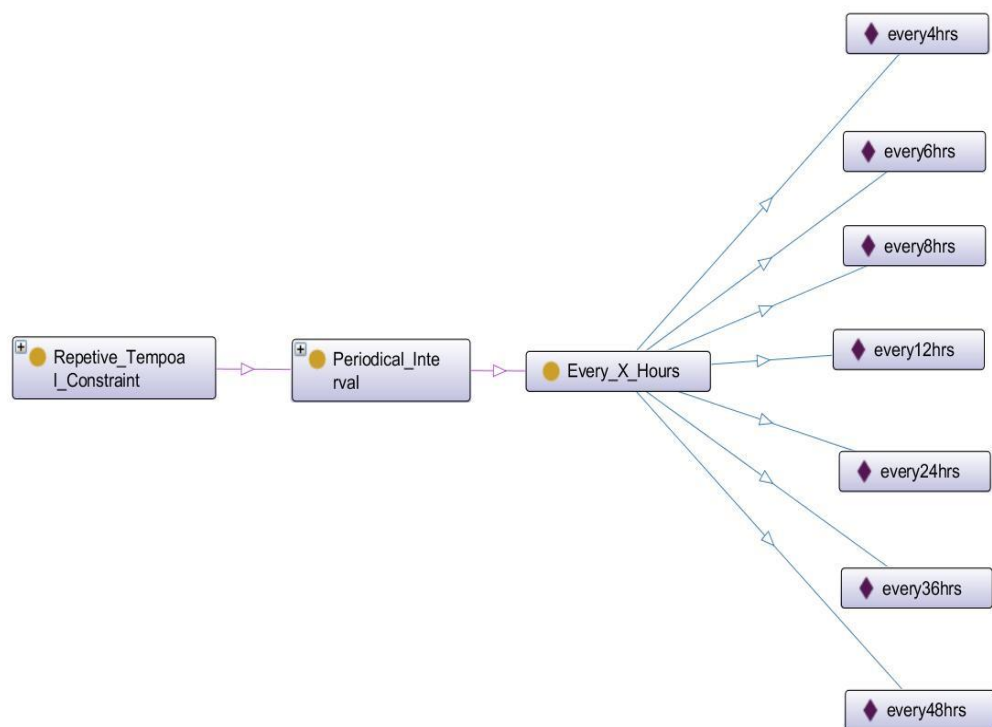 every4hrs
every6hrs
every8hrs
Repetive_Tempoa
l_Constraint
Periodical_Inte
rval
Every_X_Hours
every12hrs
every24hrs
every36hrs
every48hrs